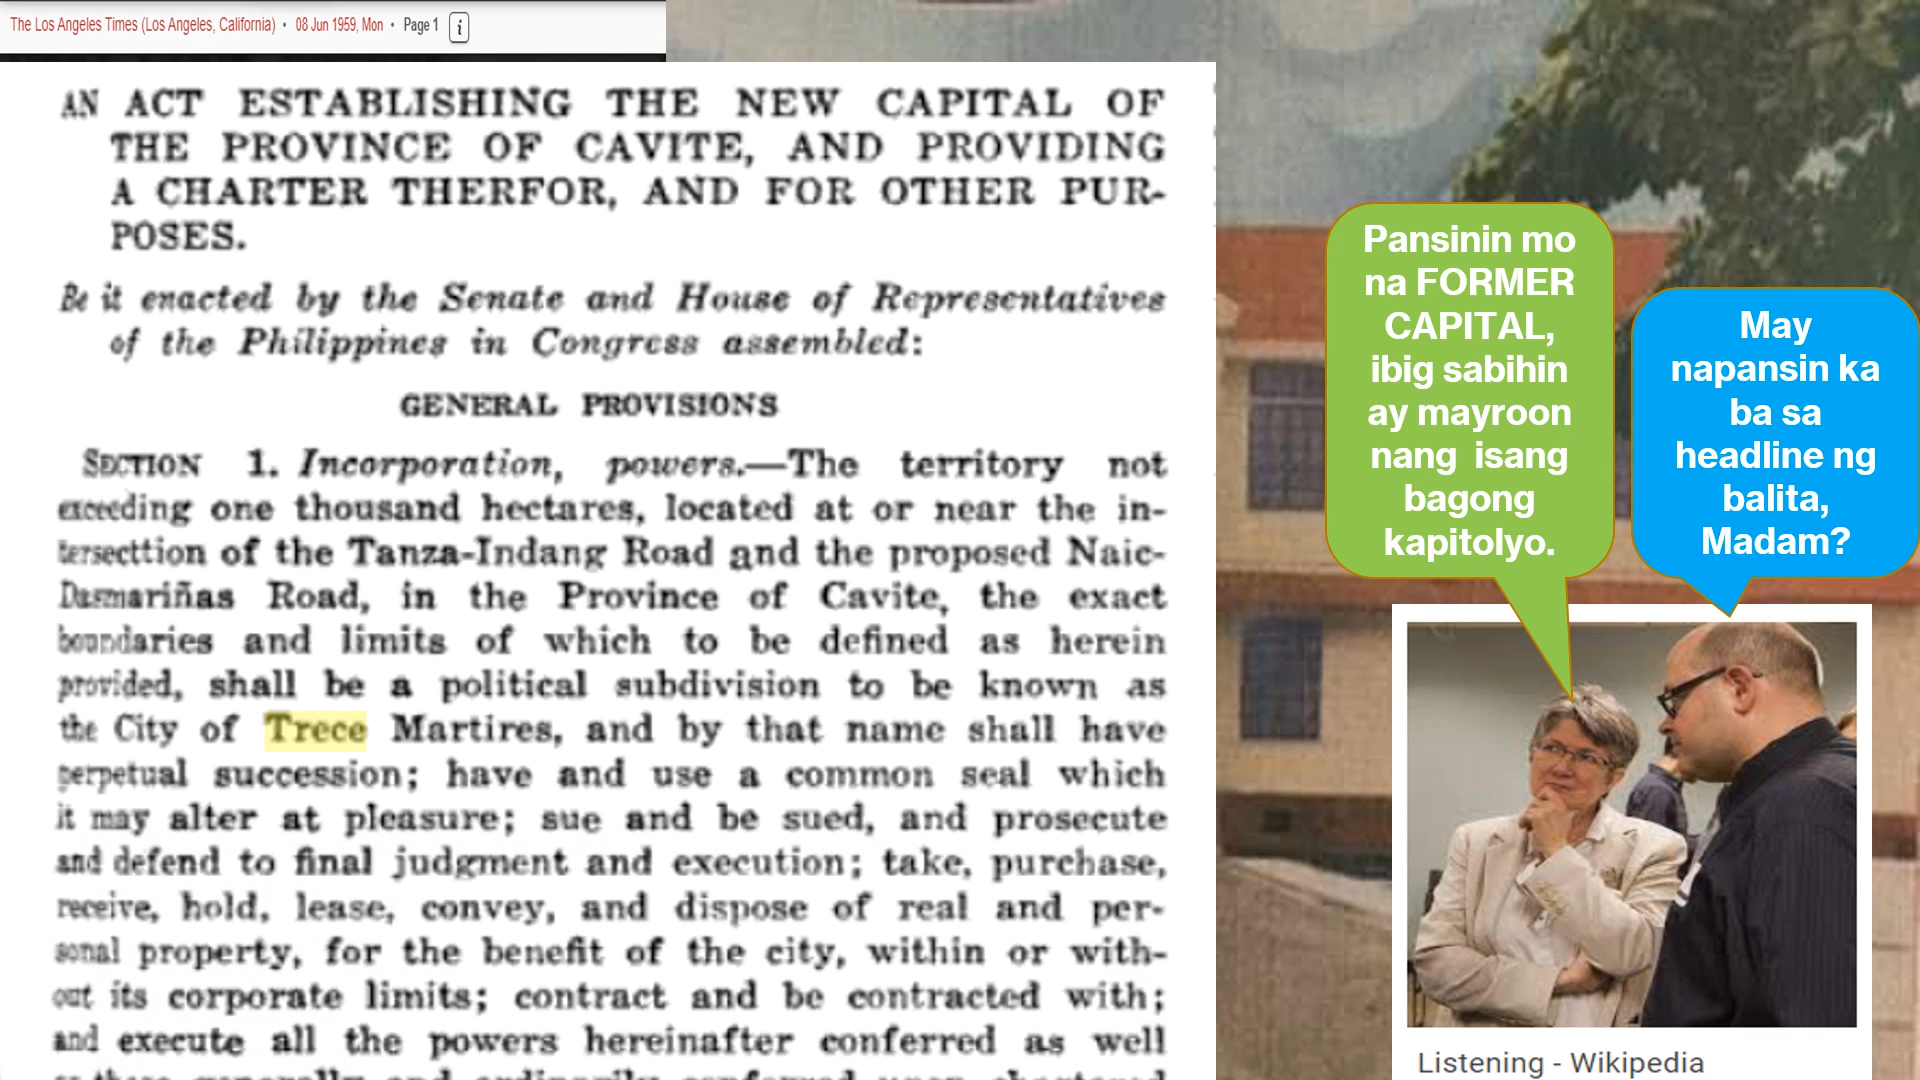 The Los Angeles Times (Los Angeles, California) • 08 Jun 1959, Mon • Page 1 i
AN ACT ESTABLISHING THE NEW CAPITAL OF
THE PROVINCE OF CAVITE, AND PROVIDING
A CHARTER THERFOR, AND FOR OTHER PUR-
POSES.
Be it enacted by the Senate and House of Representatives
of the Philippines in Congress assembled:
GENERAL PROVISIONS
SECTION 1. Incorporation, powers.—The territory not
exceeding one thousand hectares, located at or near the in-
tersecttion of the Tanza-Indang Road and the proposed Naic-
Dasmariñas Road, in the Province of Cavite, the exact
boundaries and limits of which to be defined as herein
provided, shall be a political subdivision to be known as
the City of Trece Martires, and by that name shall have
perpetual succession; have and use a common seal which
it may alter at pleasure; sue and be sued, and prosecute
and defend to final judgment and execution; take, purchase,
receive, hold, lease, convey, and dispose of real and per-
sonal property, for the benefit of the city, within or with-
out its corporate limits; contract and be contracted with;
and execute all the powers hereinafter conferred as well
Pansinin mo
na FORMER
CAPITAL,
ibig sabihin
ay mayroon
nang isang
bagong
kapitolyo.
May
napansin ka
ba sa
headline ng
balita,
Madam?
Listening - Wikipedia